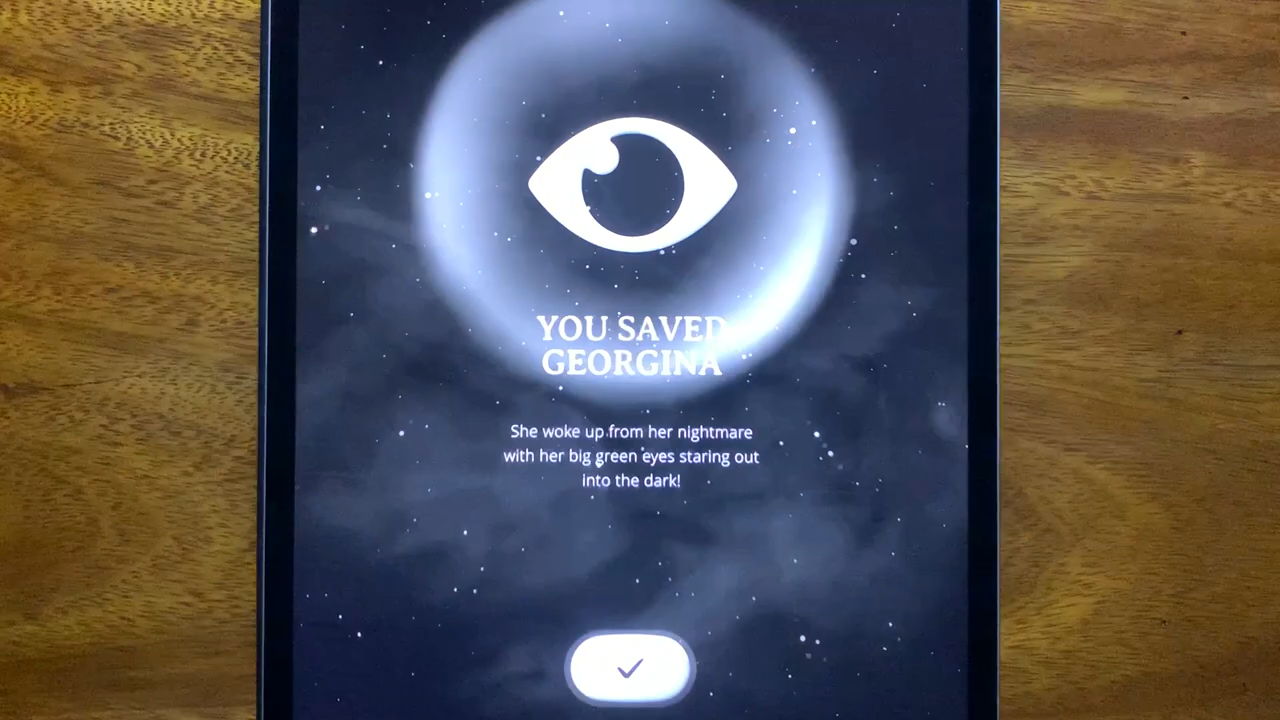 YOU SAVED
GEORGINA
She woke up from her nightmare
with her big green eyes staring out
into the dark!